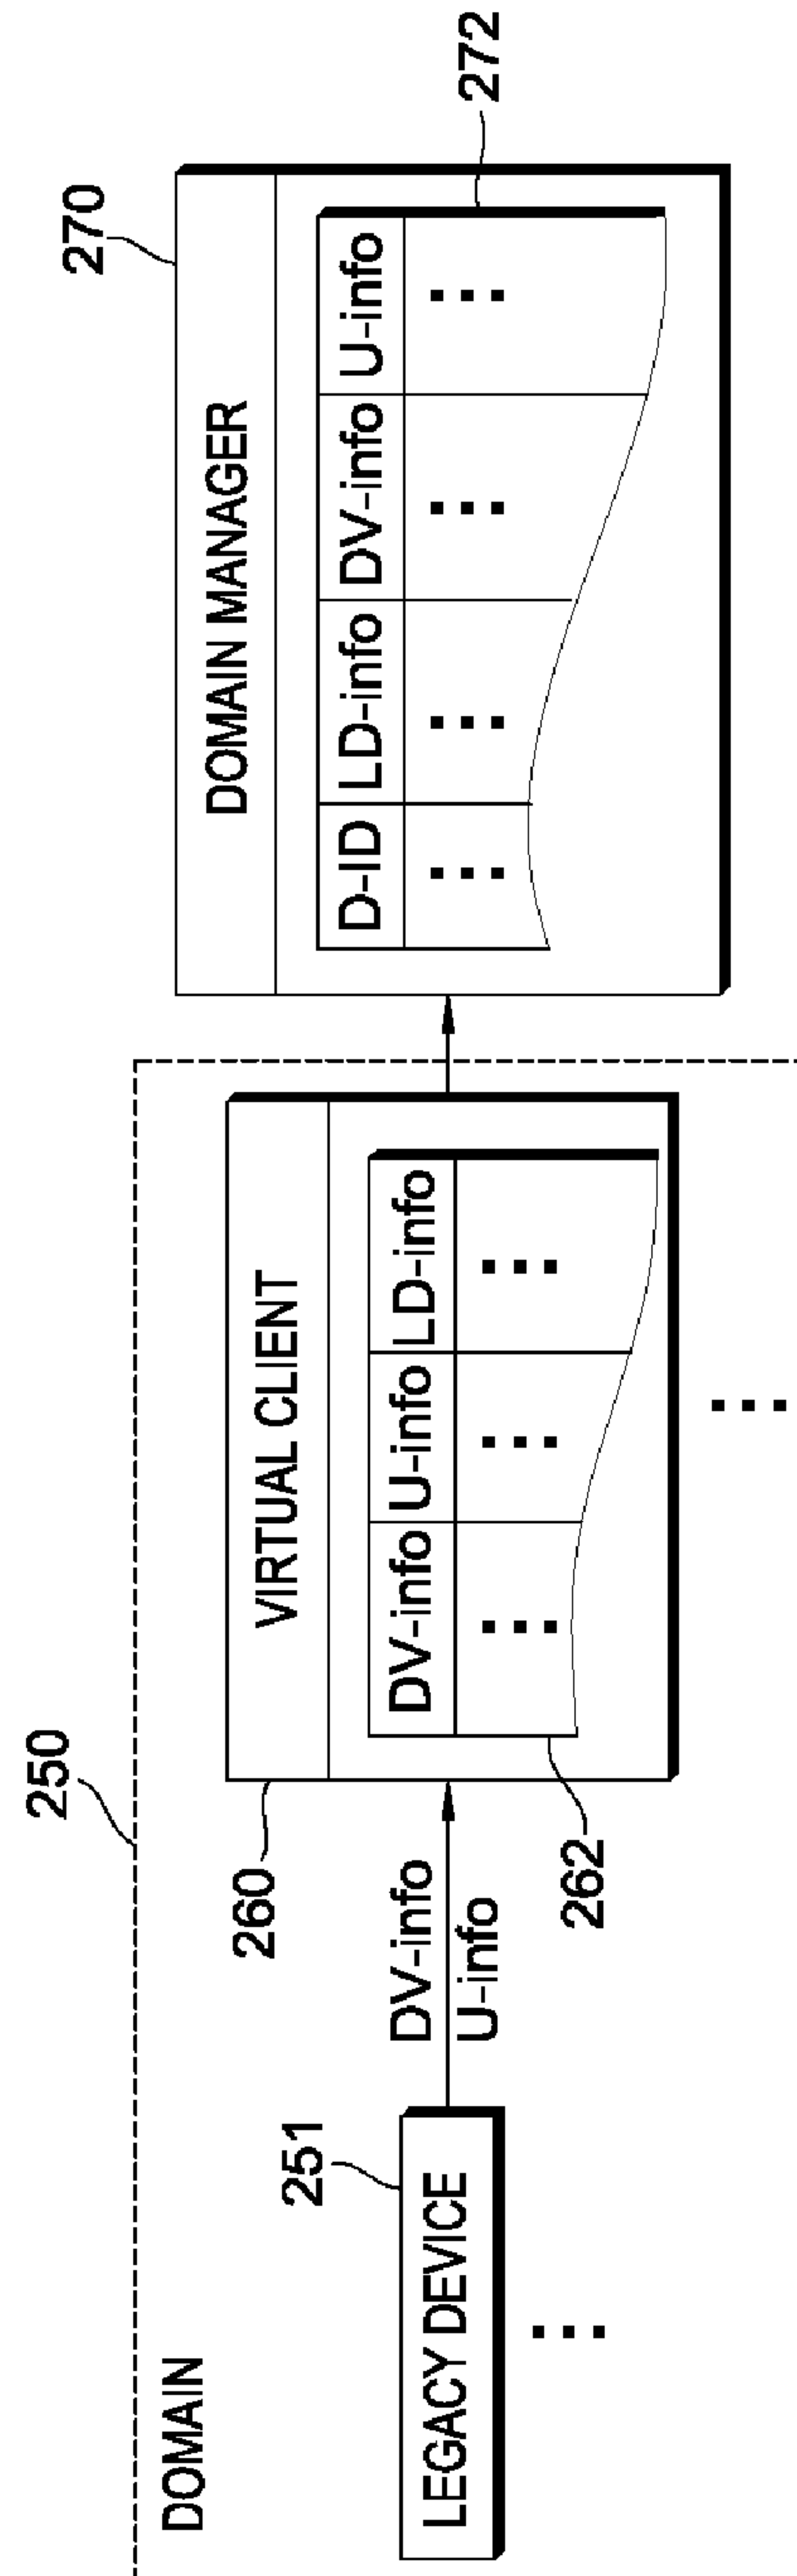 250
DOMAIN
251
LEGACY DEVICE
DV-info
U-info
260
VIRTUAL CLIENT
DV-info U-info LD-info
262
270
DOMAIN MANAGER
D-ID LD-info DV-info U-info
272